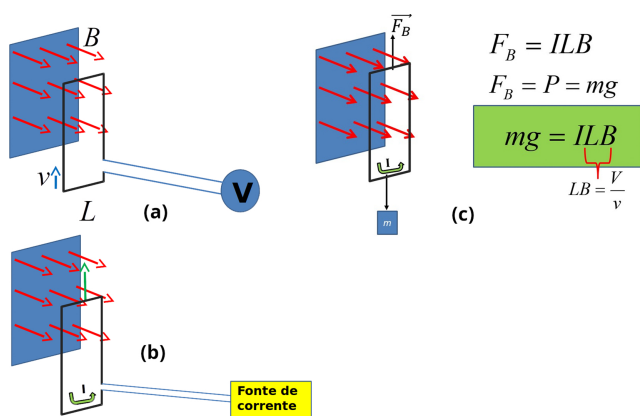 B
v
L
V
(a)
I
Fonte de
corrente
(b)
F_B
I
m
(c)
F_B = ILB
F_B = P = mg
mg = ILB
LB = V/v